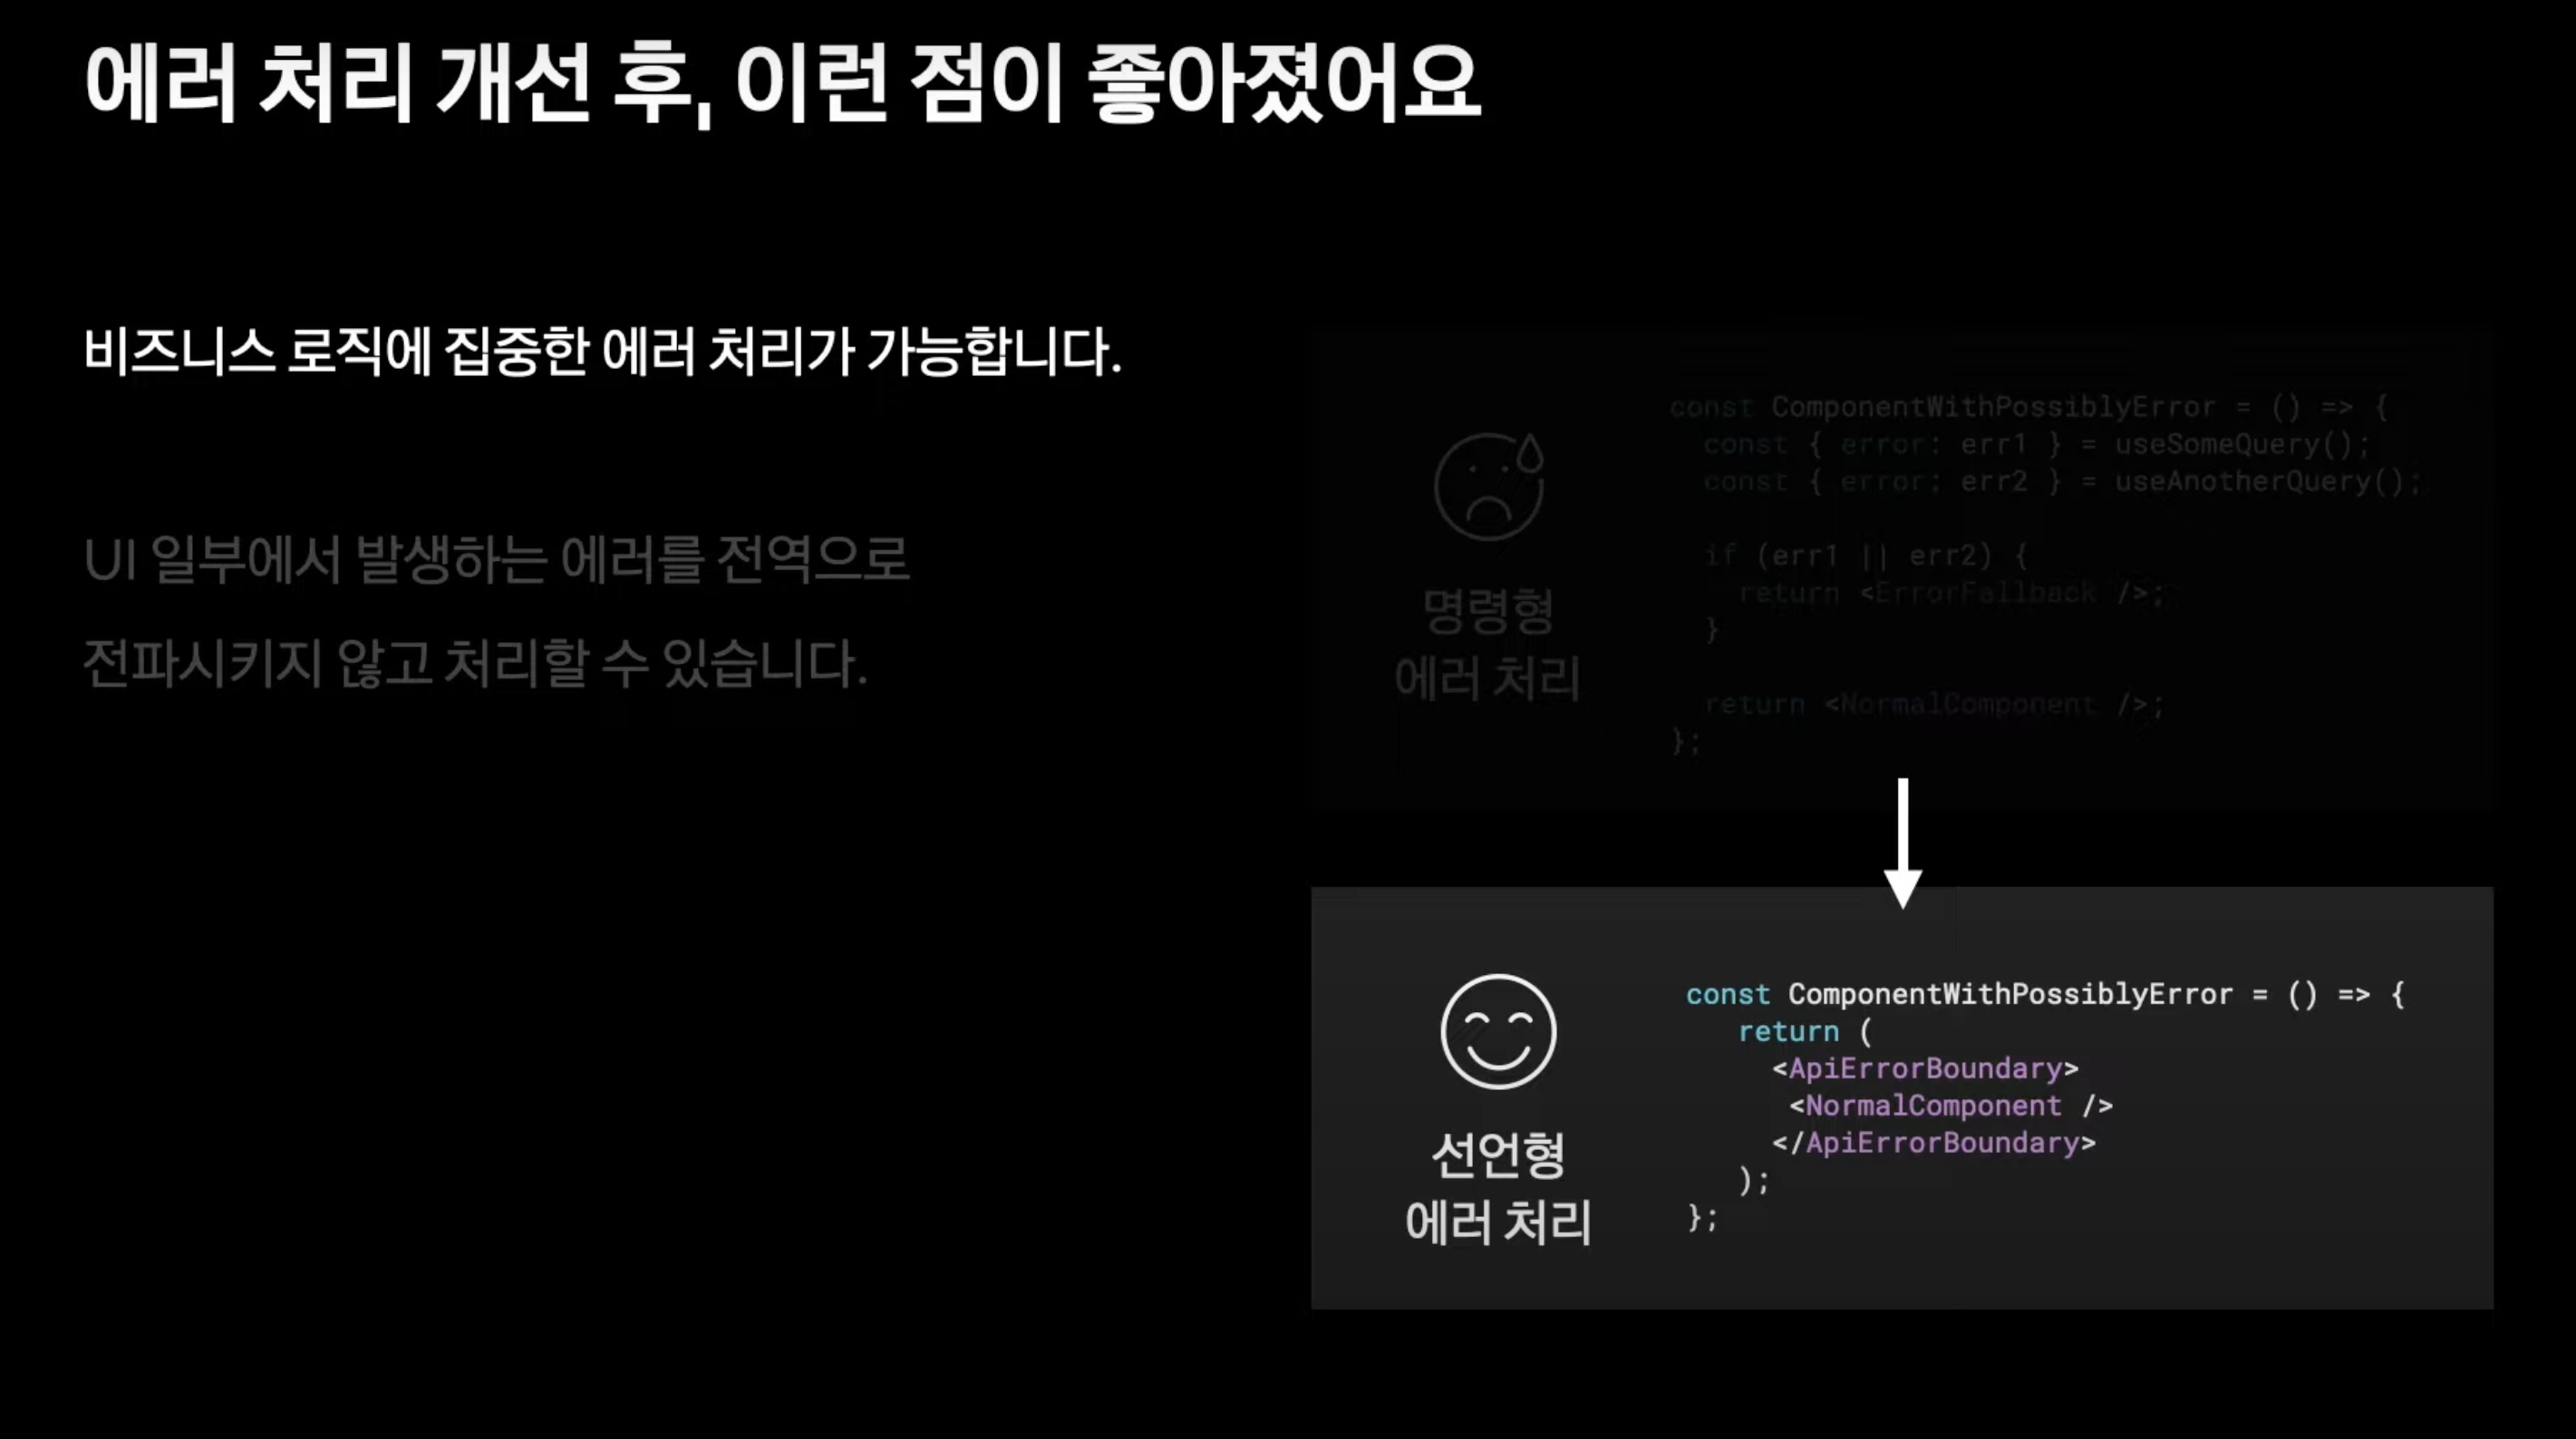 에러 처리 개선 후, 이런 점이 좋아졌어요
비즈니스 로직에 집중한 에러 처리가 가능합니다.
UI 일부에서 발생하는 에러를 전역으로
전파시키지 않고 처리할 수 있습니다.
명령형
에러 처리
const ComponentWithPossiblyError = () => {
  const { error: err1 } = useSomeQuery();
  const { error: err2 } = useAnotherQuery();
  if (err1 || err2) {
    return <ErrorFallback />;
  }
  return <NormalComponent />;
};
선언형
에러 처리
const ComponentWithPossiblyError = () => {
   return (
     <ApiErrorBoundary>
      <NormalComponent />
     </ApiErrorBoundary>
   );
};